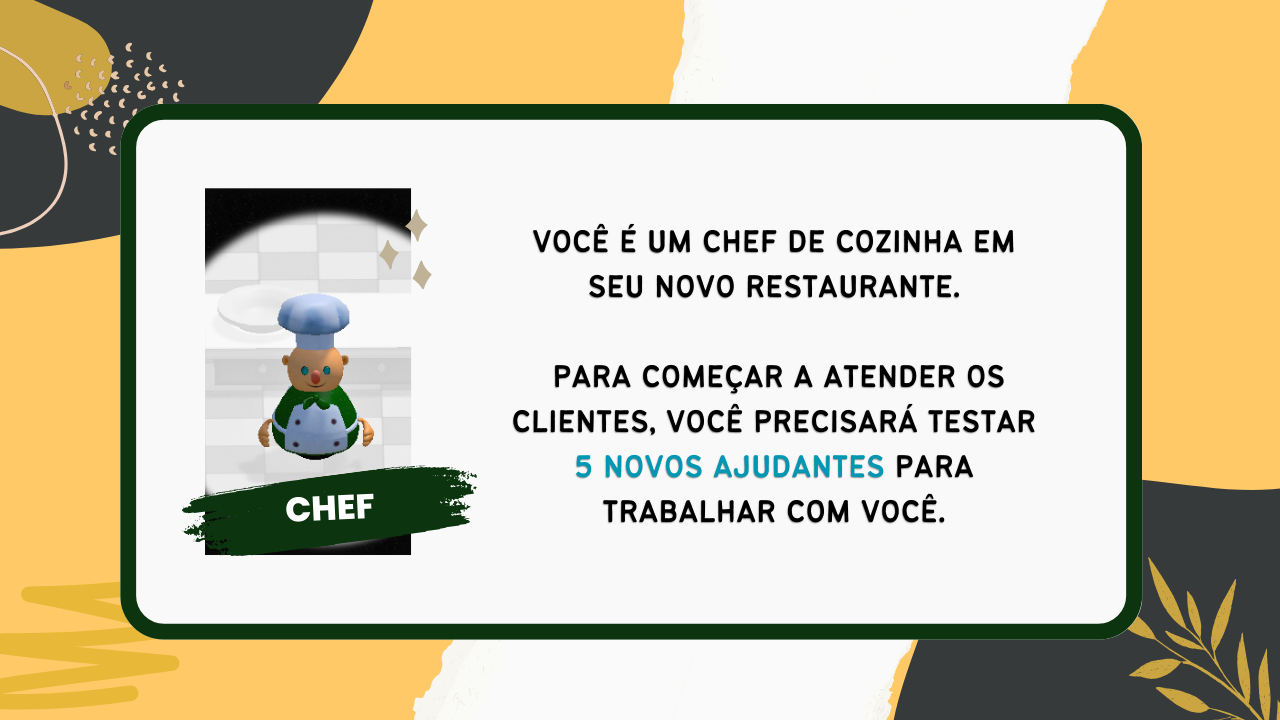 VOCÊ É UM CHEF DE COZINHA EM
SEU NOVO RESTAURANTE.
PARA COMEÇAR A ATENDER OS
CLIENTES, VOCÊ PRECISARÁ TESTAR
5 NOVOS AJUDANTES PARA
TRABALHAR COM VOCÊ.
CHEF